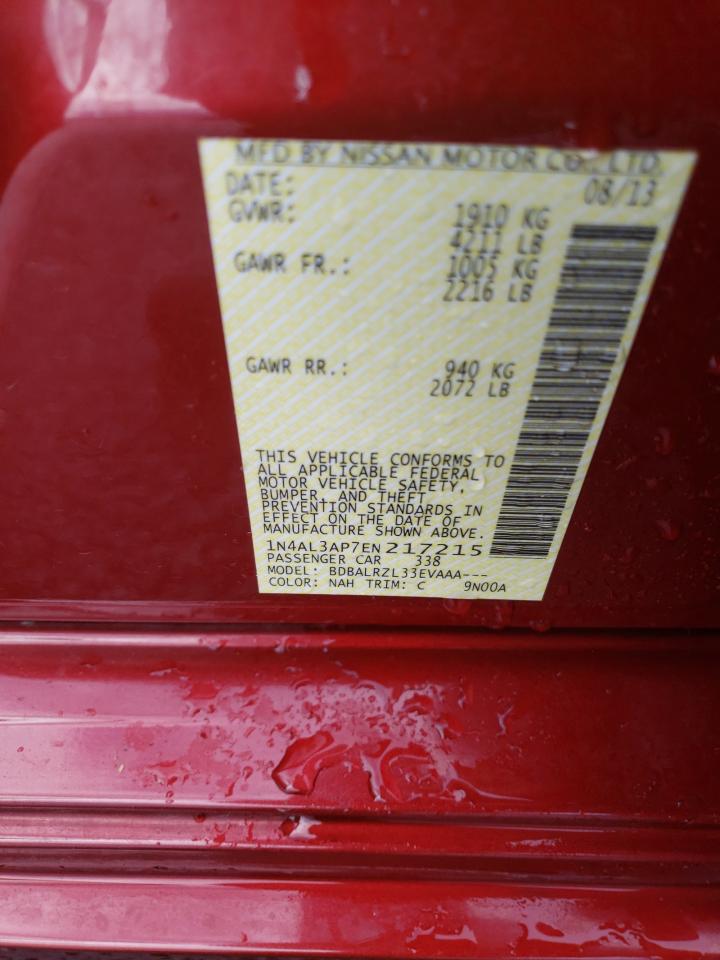 MFD BY NISSAN MOTOR CO., LTD.
DATE: 08/13
GVWR: 1910 KG
4211 LB
GAWR FR.: 1005 KG
2216 LB
GAWR RR.: 940 KG
2072 LB
THIS VEHICLE CONFORMS TO
ALL APPLICABLE FEDERAL
MOTOR VEHICLE SAFETY,
BUMPER, AND THEFT
PREVENTION STANDARDS IN
EFFECT ON THE DATE OF
MANUFACTURE SHOWN ABOVE.
1N4AL3AP7EN217215
PASSENGER CAR 338
MODEL: BDBALRZL33EVAAA---
COLOR: NAH TRIM: C 9N00A